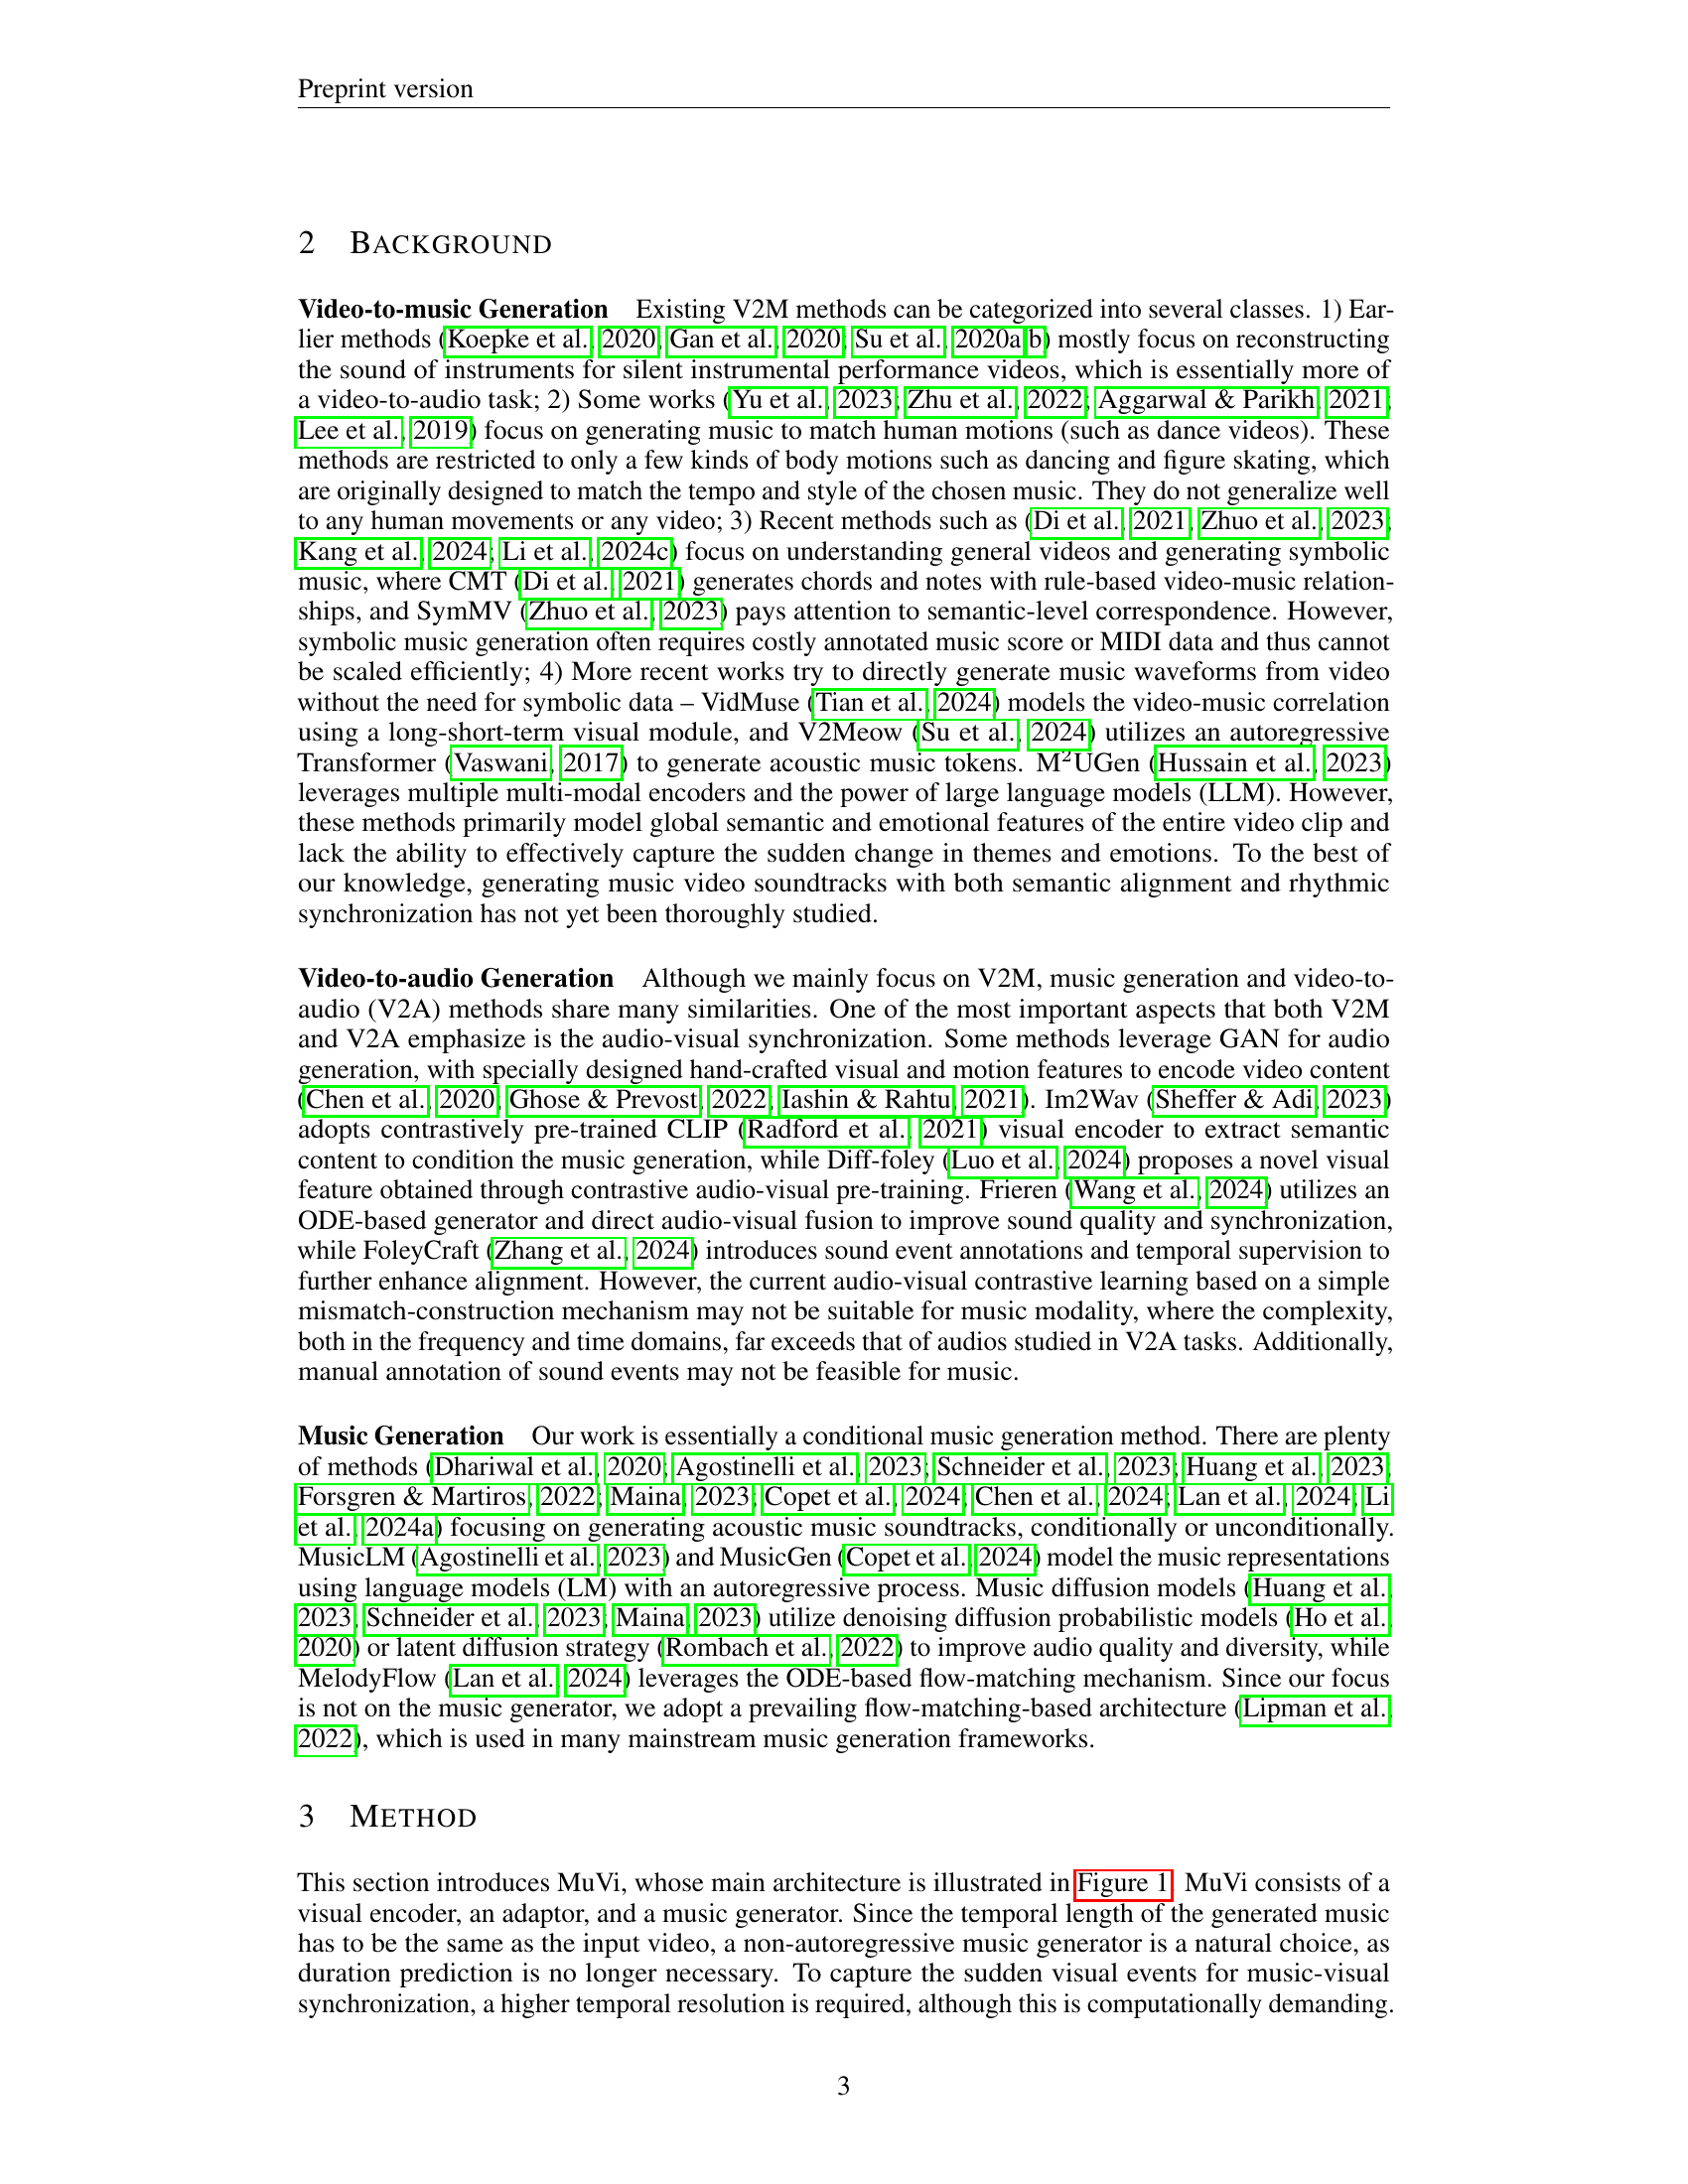 Preprint version
2 BACKGROUND
Video-to-music Generation Existing V2M methods can be categorized into several classes. 1) Ear-
lier methods (Koepke et al., 2020; Gan et al., 2020; Su et al., 2020a;b) mostly focus on reconstructing
the sound of instruments for silent instrumental performance videos, which is essentially more of
a video-to-audio task; 2) Some works (Yu et al., 2023; Zhu et al., 2022; Aggarwal & Parikh, 2021;
Lee et al., 2019) focus on generating music to match human motions (such as dance videos). These
methods are restricted to only a few kinds of body motions such as dancing and figure skating, which
are originally designed to match the tempo and style of the chosen music. They do not generalize well
to any human movements or any video; 3) Recent methods such as (Di et al., 2021; Zhuo et al., 2023;
Kang et al., 2024; Li et al., 2024c) focus on understanding general videos and generating symbolic
music, where CMT (Di et al., 2021) generates chords and notes with rule-based video-music relation-
ships, and SymMV (Zhuo et al., 2023) pays attention to semantic-level correspondence. However,
symbolic music generation often requires costly annotated music score or MIDI data and thus cannot
be scaled efficiently; 4) More recent works try to directly generate music waveforms from video
without the need for symbolic data – VidMuse (Tian et al., 2024) models the video-music correlation
using a long-short-term visual module, and V2Meow (Su et al., 2024) utilizes an autoregressive
Transformer (Vaswani, 2017) to generate acoustic music tokens. M²UGen (Hussain et al., 2023)
leverages multiple multi-modal encoders and the power of large language models (LLM). However,
these methods primarily model global semantic and emotional features of the entire video clip and
lack the ability to effectively capture the sudden change in themes and emotions. To the best of
our knowledge, generating music video soundtracks with both semantic alignment and rhythmic
synchronization has not yet been thoroughly studied.
Video-to-audio Generation Although we mainly focus on V2M, music generation and video-to-
audio (V2A) methods share many similarities. One of the most important aspects that both V2M
and V2A emphasize is the audio-visual synchronization. Some methods leverage GAN for audio
generation, with specially designed hand-crafted visual and motion features to encode video content
(Chen et al., 2020; Ghose & Prevost, 2022; Iashin & Rahtu, 2021). Im2Wav (Sheffer & Adi, 2023)
adopts contrastively pre-trained CLIP (Radford et al., 2021) visual encoder to extract semantic
content to condition the music generation, while Diff-foley (Luo et al., 2024) proposes a novel visual
feature obtained through contrastive audio-visual pre-training. Frieren (Wang et al., 2024) utilizes an
ODE-based generator and direct audio-visual fusion to improve sound quality and synchronization,
while FoleyCraft (Zhang et al., 2024) introduces sound event annotations and temporal supervision to
further enhance alignment. However, the current audio-visual contrastive learning based on a simple
mismatch-construction mechanism may not be suitable for music modality, where the complexity,
both in the frequency and time domains, far exceeds that of audios studied in V2A tasks. Additionally,
manual annotation of sound events may not be feasible for music.
Music Generation Our work is essentially a conditional music generation method. There are plenty
of methods (Dhariwal et al., 2020; Agostinelli et al., 2023; Schneider et al., 2023; Huang et al., 2023;
Forsgren & Martiros, 2022; Maina, 2023; Copet et al., 2024; Chen et al., 2024; Lan et al., 2024; Li
et al., 2024a) focusing on generating acoustic music soundtracks, conditionally or unconditionally.
MusicLM (Agostinelli et al., 2023) and MusicGen (Copet et al., 2024) model the music representations
using language models (LM) with an autoregressive process. Music diffusion models (Huang et al.,
2023; Schneider et al., 2023; Maina, 2023) utilize denoising diffusion probabilistic models (Ho et al.,
2020) or latent diffusion strategy (Rombach et al., 2022) to improve audio quality and diversity, while
MelodyFlow (Lan et al., 2024) leverages the ODE-based flow-matching mechanism. Since our focus
is not on the music generator, we adopt a prevailing flow-matching-based architecture (Lipman et al.,
2022), which is used in many mainstream music generation frameworks.
3 METHOD
This section introduces MuVi, whose main architecture is illustrated in Figure 1. MuVi consists of a
visual encoder, an adaptor, and a music generator. Since the temporal length of the generated music
has to be the same as the input video, a non-autoregressive music generator is a natural choice, as
duration prediction is no longer necessary. To capture the sudden visual events for music-visual
synchronization, a higher temporal resolution is required, although this is computationally demanding.
3